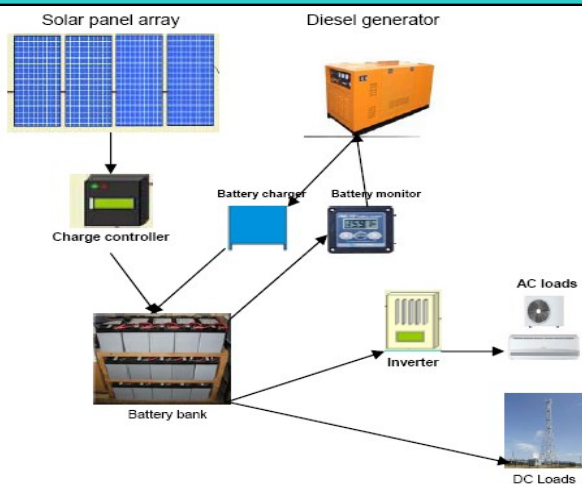 Solar panel array
Diesel generator
Battery charger
Battery monitor
Charge controller
AC loads
Inverter
Battery bank
DC Loads